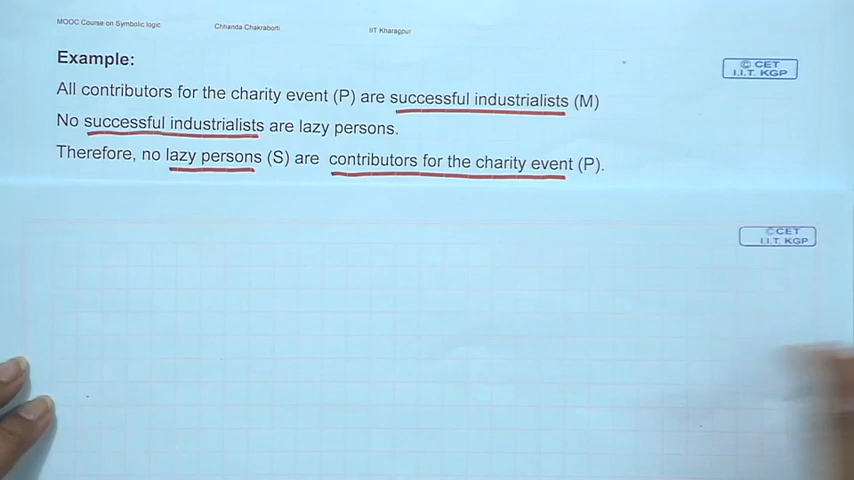 MOOC Course on Symbolic logic Chhanda Chakraborti IIT Kharagpur
Example:
© CET
I.I.T. KGP
All contributors for the charity event (P) are successful industrialists (M)
No successful industrialists are lazy persons.
Therefore, no lazy persons (S) are contributors for the charity event (P).
© CET
I.I.T. KGP